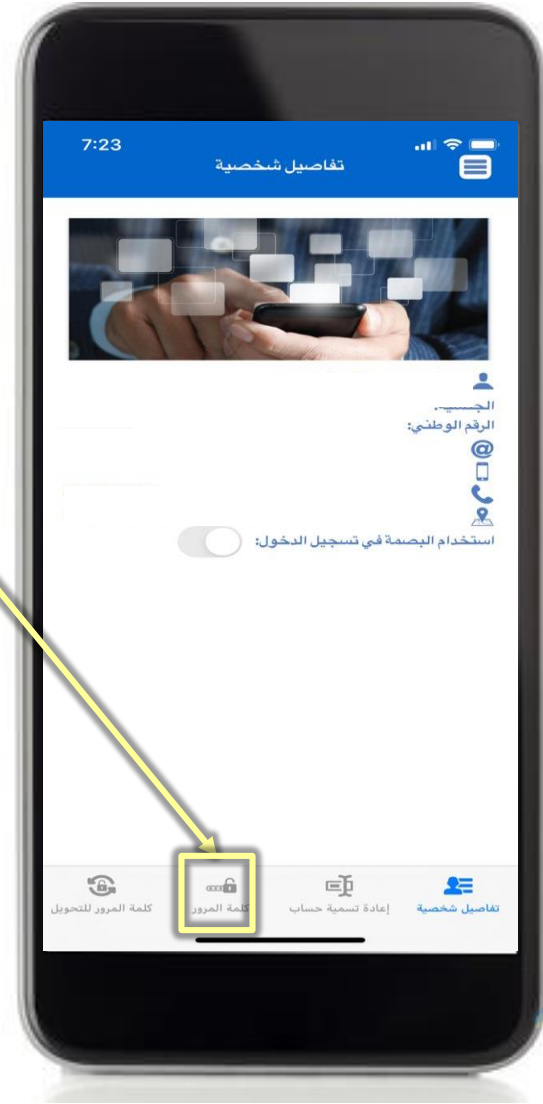 7:23
تفاصيل شخصية
الرقم الوطني:
@
استخدام البصمة في تسجيل الدخول:
تفاصيل شخصية
إعادة تسمية حساب
كلمة المرور
كلمة المرور للتحويل